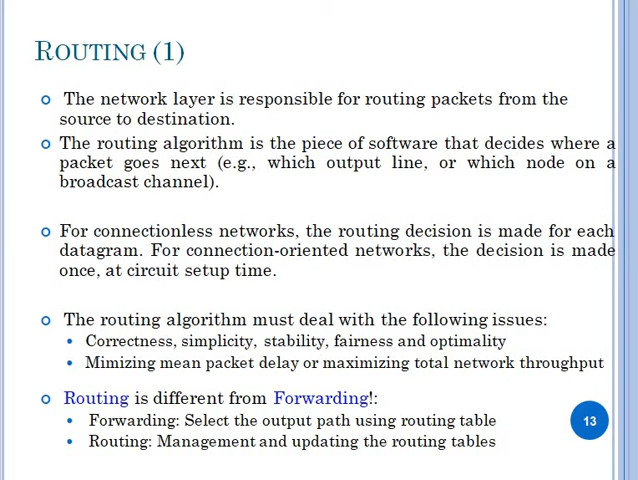 ROUTING (1)
The network layer is responsible for routing packets from the
source to destination.
The routing algorithm is the piece of software that decides where a
packet goes next (e.g., which output line, or which node on a
broadcast channel).
For connectionless networks, the routing decision is made for each
datagram. For connection-oriented networks, the decision is made
once, at circuit setup time.
The routing algorithm must deal with the following issues:
Correctness, simplicity, stability, fairness and optimality
Mimizing mean packet delay or maximizing total network throughput
Routing is different from Forwarding!:
Forwarding: Select the output path using routing table
Routing: Management and updating the routing tables
13